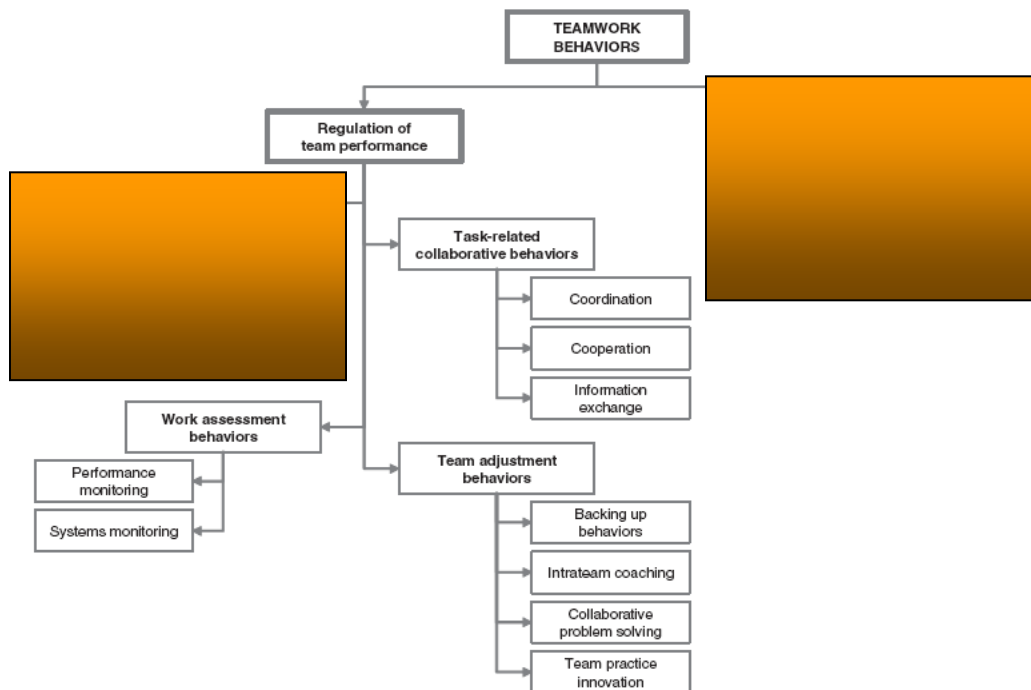 TEAMWORK
BEHAVIORS
Regulation of
team performance
Task-related
collaborative behaviors
Coordination
Cooperation
Information
exchange
Work assessment
behaviors
Performance
monitoring
Systems monitoring
Team adjustment
behaviors
Backing up
behaviors
Intrateam coaching
Collaborative
problem solving
Team practice
innovation